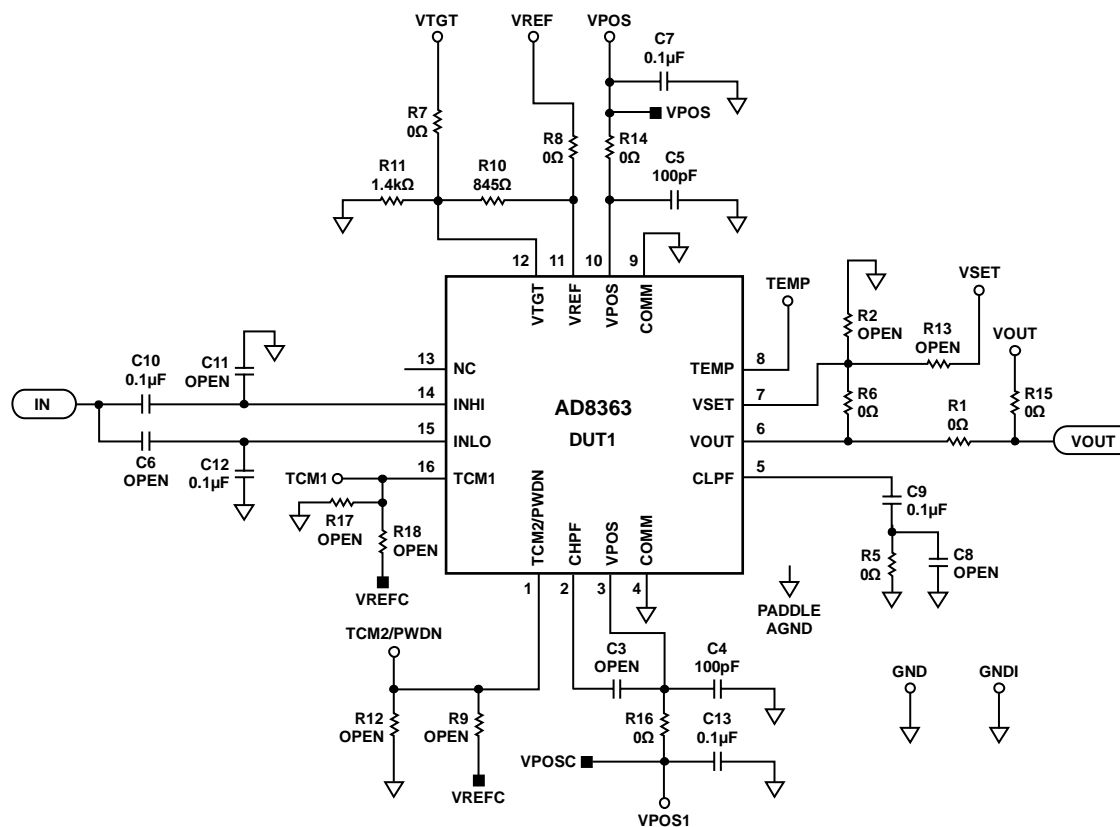 VTGT
VREF
VPOS
C7
0.1µF
R7
0Ω
VPOS
R8
0Ω
R14
0Ω
C5
100pF
R11
1.4kΩ
R10
845Ω
12
11
10
9
VTGT
VREF
VPOS
COMM
TEMP
VSET
R2
OPEN
R13
OPEN
VOUT
C10
0.1µF
C11
OPEN
13
NC
TEMP
8
IN
14
INHI
AD8363
DUT1
VSET
7
R6
0Ω
R1
0Ω
R15
0Ω
15
INLO
VOUT
6
VOUT
C6
OPEN
C12
0.1µF
TCM1
16
TCM1
CLPF
5
R17
OPEN
R18
OPEN
VREFC
TCM2/PWDN
CHPF
VPOS
COMM
C9
0.1µF
R5
0Ω
C8
OPEN
1
2
3
4
PADDLE
AGND
TCM2/PWDN
C3
OPEN
C4
100pF
GND
GNDI
R12
OPEN
R9
OPEN
R16
0Ω
C13
0.1µF
VPOSC
VREFC
VPOS1